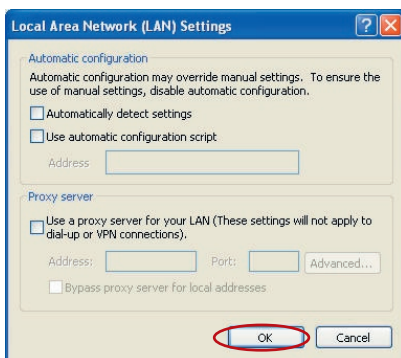 Local Area Network (LAN) Settings
Automatic configuration
Automatic configuration may override manual settings. To ensure the
use of manual settings, disable automatic configuration.
Automatically detect settings
Use automatic configuration script
Address
Proxy server
Use a proxy server for your LAN (These settings will not apply to
dial-up or VPN connections).
Address: Port: Advanced...
Bypass proxy server for local addresses
OK Cancel